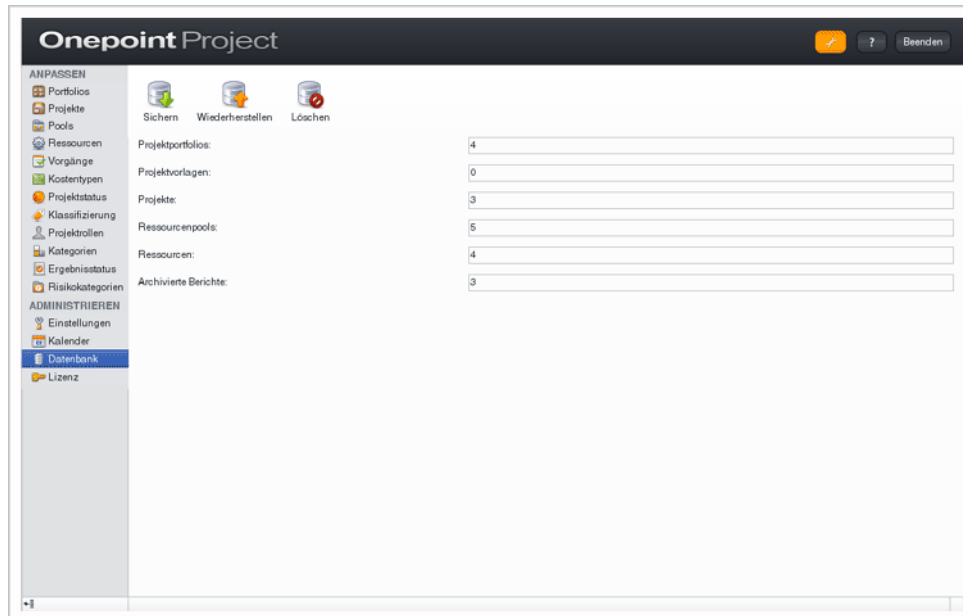 Onepoint Project
? Beenden
ANPASSEN
Portfolios
Projekte
Pools
Ressourcen
Vorgänge
Kostentypen
Projektstatus
Klassifizierung
Projektrollen
Kategorien
Ergebnisstatus
Risikokategorien
ADMINISTRIEREN
Einstellungen
Kalender
Datenbank
Lizenz
Sichern Wiederherstellen Löschen
Projektportfolios: 4
Projektvorlagen: 0
Projekte: 3
Ressourcenpools: 5
Ressourcen: 4
Archivierte Berichte: 3